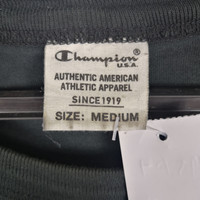 Champion
U.S.A.
AUTHENTIC AMERICAN
ATHLETIC APPAREL
SINCE 1919
SIZE: MEDIUM